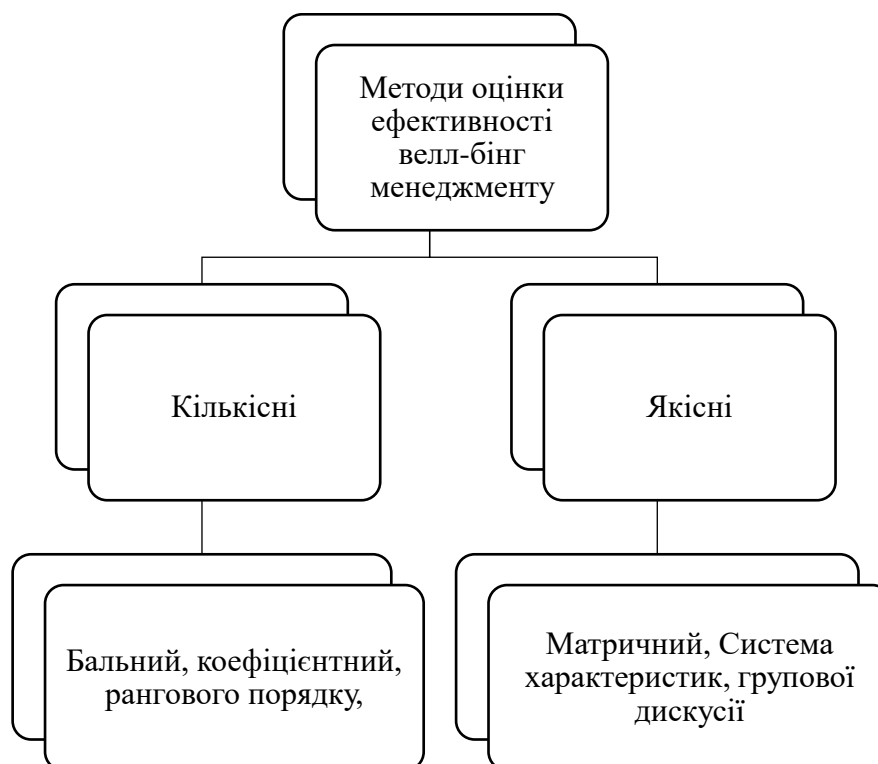 Методи оцінки
ефективності
велл-бінг
менеджменту
Кількісні
Якісні
Бальний, коефіцієнтний,
рангового порядку,
Матричний, Система
характеристик, групової
дискусії